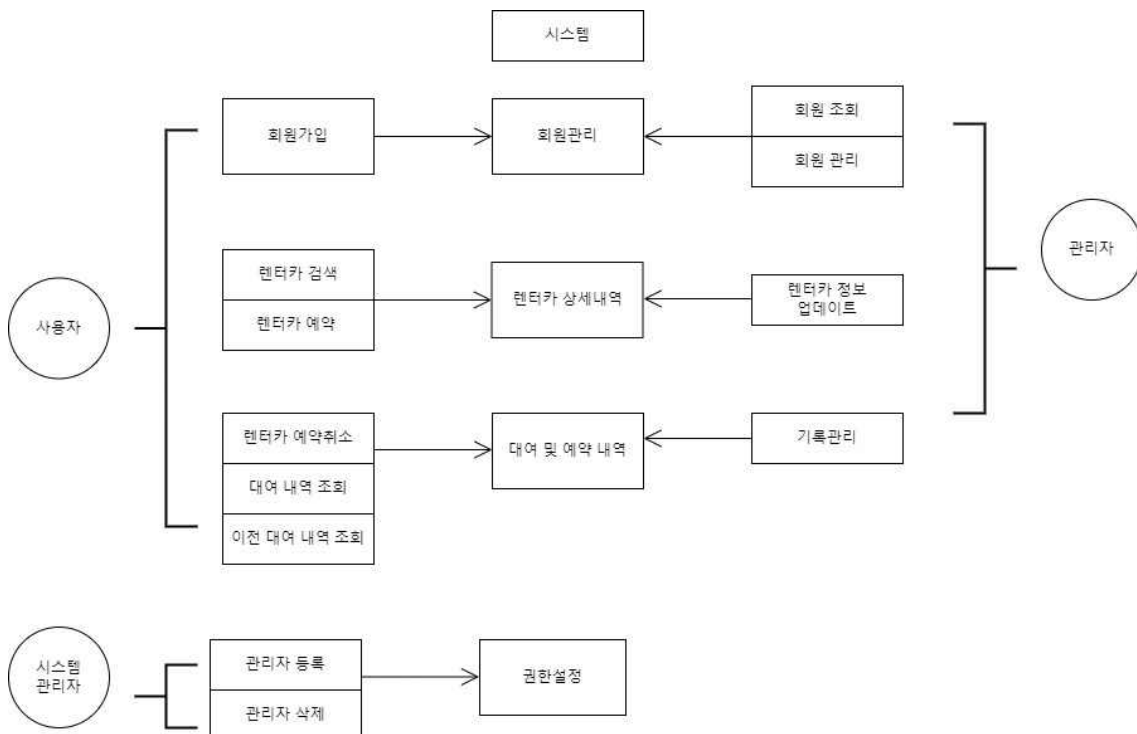 시스템
회원가입
회원관리
회원 조회
회원 관리
관리자
사용자
렌터카 검색
렌터카 예약
렌터카 상세내역
렌터카 정보
업데이트
렌터카 예약취소
대여 내역 조회
이전 대여 내역 조회
대여 및 예약 내역
기록관리
시스템
관리자
관리자 등록
관리자 삭제
권한설정